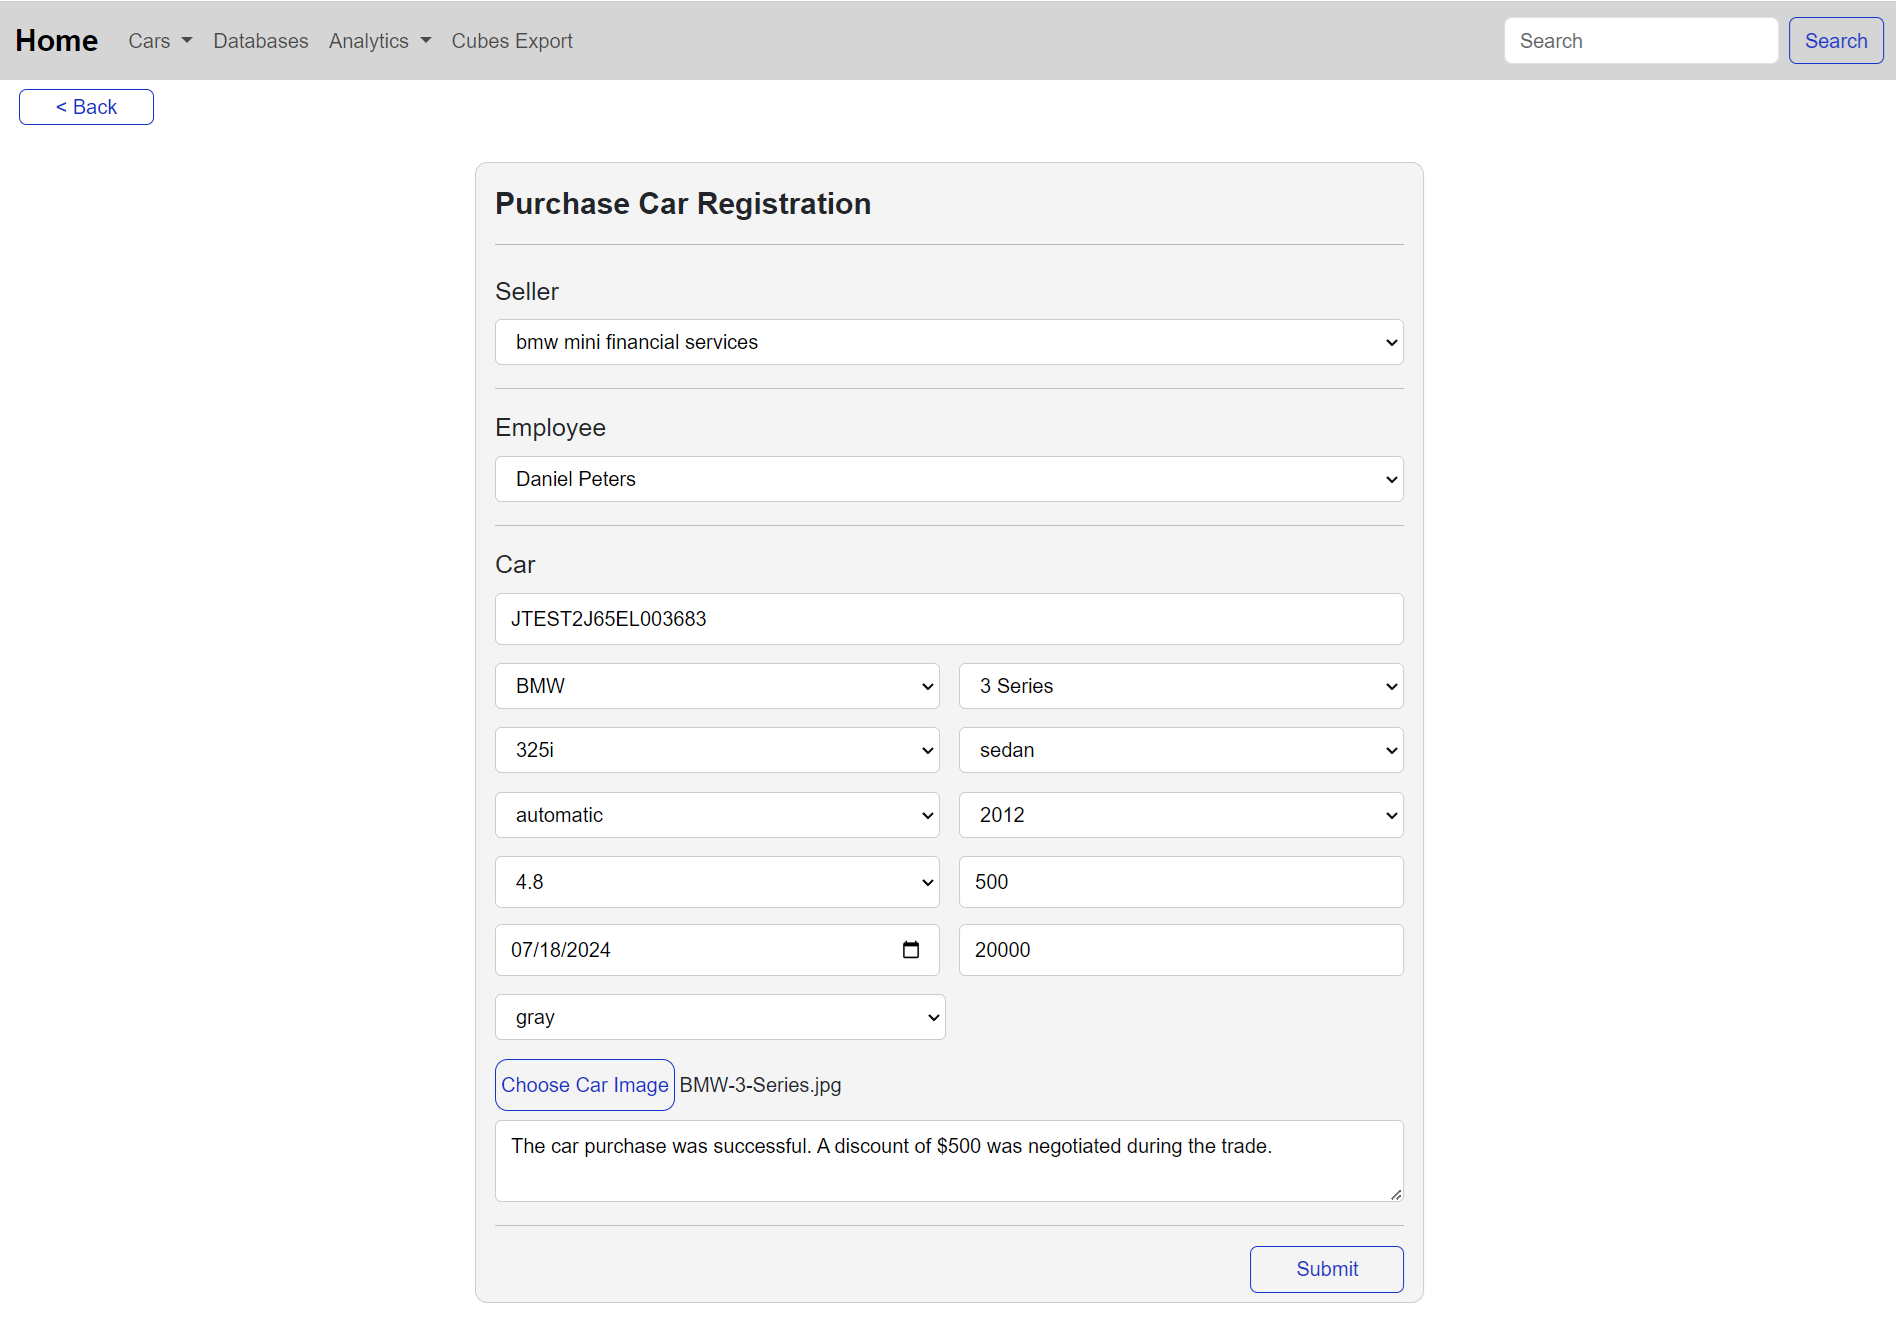 Home Cars Databases Analytics Cubes Export Search Search
< Back
Purchase Car Registration
Seller
bmw mini financial services
Employee
Daniel Peters
Car
JTEST2J65EL003683
BMW 3 Series
325i sedan
automatic 2012
4.8 500
07/18/2024 20000
gray
Choose Car Image BMW-3-Series.jpg
The car purchase was successful. A discount of $500 was negotiated during the trade.
Submit